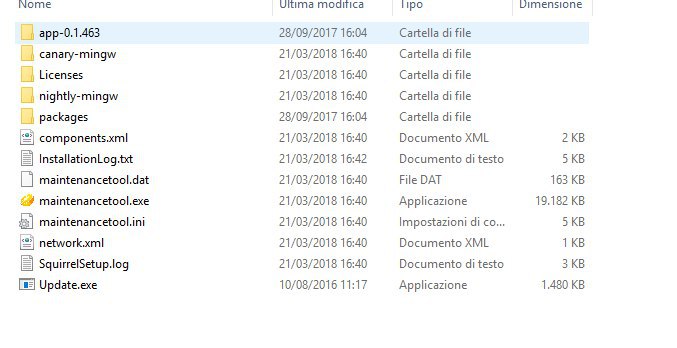 Nome Ultima modifica Tipo Dimensione
app-0.1.463 28/09/2017 16:04 Cartella di file
canary-mingw 21/03/2018 16:40 Cartella di file
Licenses 21/03/2018 16:40 Cartella di file
nightly-mingw 21/03/2018 16:40 Cartella di file
packages 28/09/2017 16:04 Cartella di file
components.xml 21/03/2018 16:40 Documento XML 2 KB
InstallationLog.txt 21/03/2018 16:42 Documento di testo 5 KB
maintenancetool.dat 21/03/2018 16:40 File DAT 163 KB
maintenancetool.exe 21/03/2018 16:40 Applicazione 19.182 KB
maintenancetool.ini 21/03/2018 16:40 Impostazioni di co... 5 KB
network.xml 21/03/2018 16:40 Documento XML 1 KB
SquirrelSetup.log 21/03/2018 16:40 Documento di testo 3 KB
Update.exe 10/08/2016 11:17 Applicazione 1.480 KB